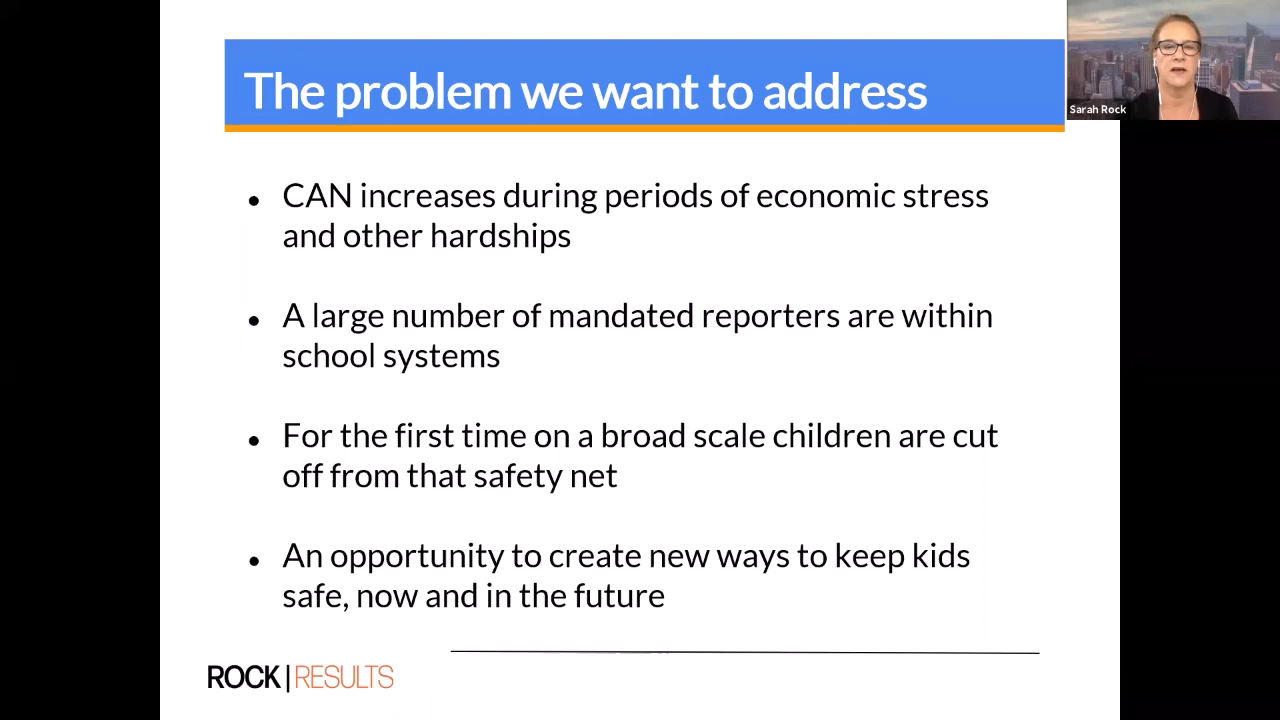 The problem we want to address
Sarah Rock
CAN increases during periods of economic stress
and other hardships
A large number of mandated reporters are within
school systems
For the first time on a broad scale children are cut
off from that safety net
An opportunity to create new ways to keep kids
safe, now and in the future
ROCK|RESULTS